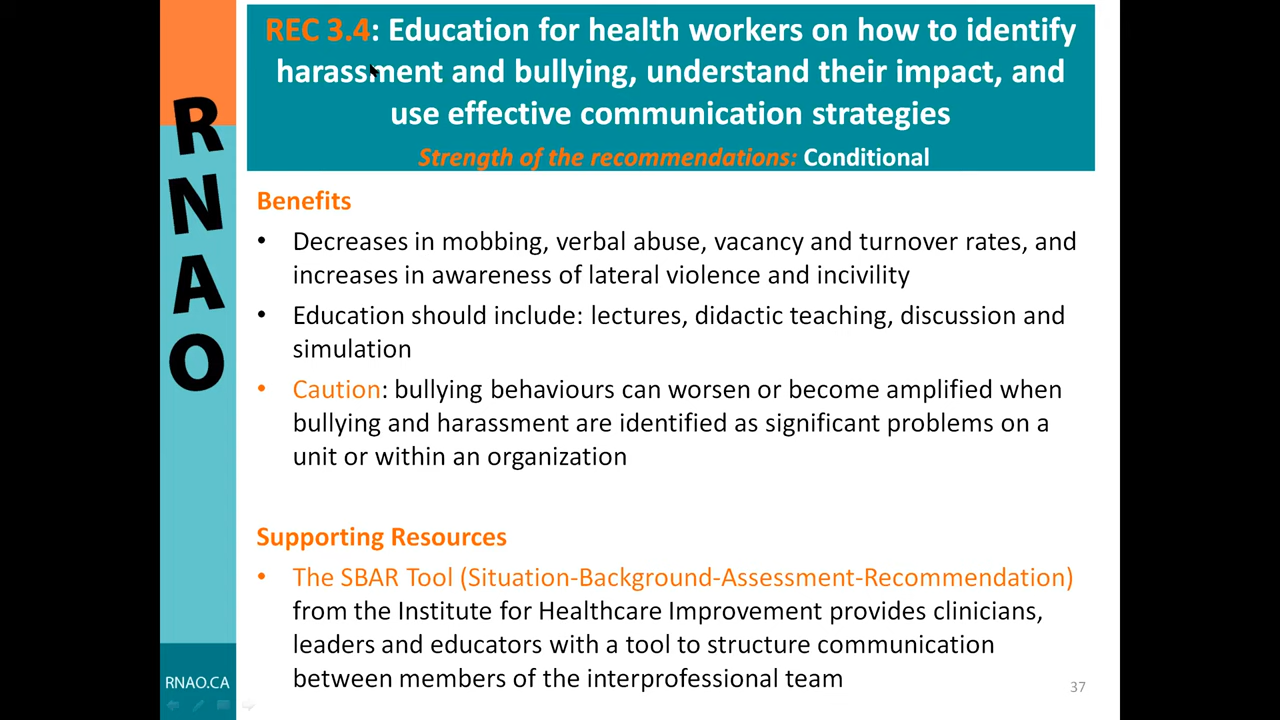 R
N
A
O
RNAO.CA
REC 3.4: Education for health workers on how to identify
harassment and bullying, understand their impact, and
use effective communication strategies
Strength of the recommendations: Conditional
Benefits
• Decreases in mobbing, verbal abuse, vacancy and turnover rates, and
increases in awareness of lateral violence and incivility
• Education should include: lectures, didactic teaching, discussion and
simulation
• Caution: bullying behaviours can worsen or become amplified when
bullying and harassment are identified as significant problems on a
unit or within an organization
Supporting Resources
• The SBAR Tool (Situation-Background-Assessment-Recommendation)
from the Institute for Healthcare Improvement provides clinicians,
leaders and educators with a tool to structure communication
between members of the interprofessional team
37